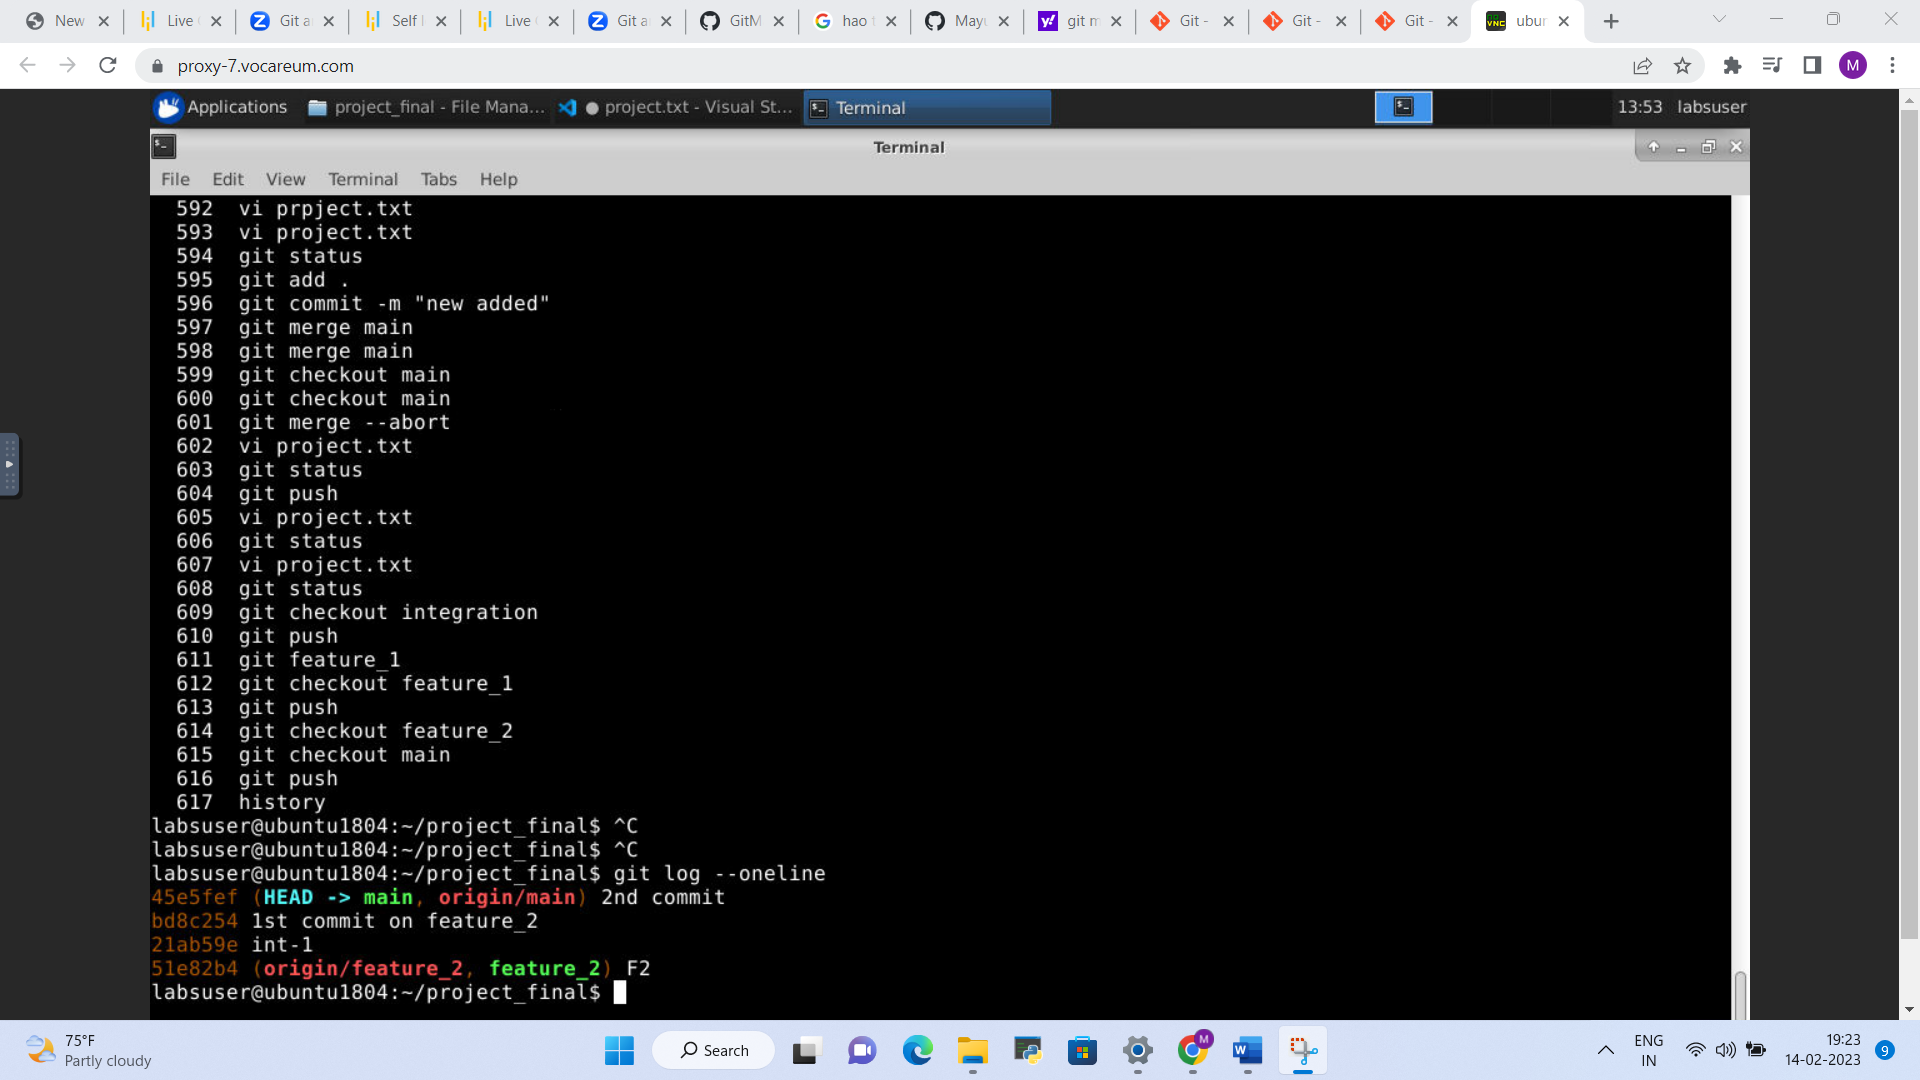 New
Live
Git a
Self
Live
Git a
GitM
hao
Mayu
git m
Git -
Git -
Git -
ubu
proxy-7.vocareum.com
M
Applications
project_final - File Mana...
project.txt - Visual St...
Terminal
13:53 labsuser
Terminal
File Edit View Terminal Tabs Help
592 vi prpject.txt
593 vi project.txt
594 git status
595 git add .
596 git commit -m "new added"
597 git merge main
598 git merge main
599 git checkout main
600 git checkout main
601 git merge --abort
602 vi project.txt
603 git status
604 git push
605 vi project.txt
606 git status
607 vi project.txt
608 git status
609 git checkout integration
610 git push
611 git feature_1
612 git checkout feature_1
613 git push
614 git checkout feature_2
615 git checkout main
616 git push
617 history
labsuser@ubuntu1804:~/project_final$ ^C
labsuser@ubuntu1804:~/project_final$ ^C
labsuser@ubuntu1804:~/project_final$ git log --oneline
45e5fef (HEAD -> main, origin/main) 2nd commit
bd8c254 1st commit on feature_2
21ab59e int-1
51e82b4 (origin/feature_2, feature_2) F2
labsuser@ubuntu1804:~/project_final$
75°F
Partly cloudy
Search
M
ENG
IN
19:23
14-02-2023
9